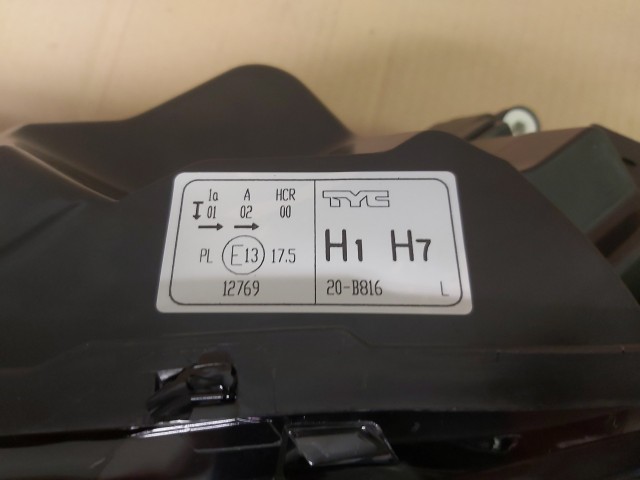 Ia A HCR
01 02 00
PL E13 17.5
12769
TYC
H1 H7
20-B816 L